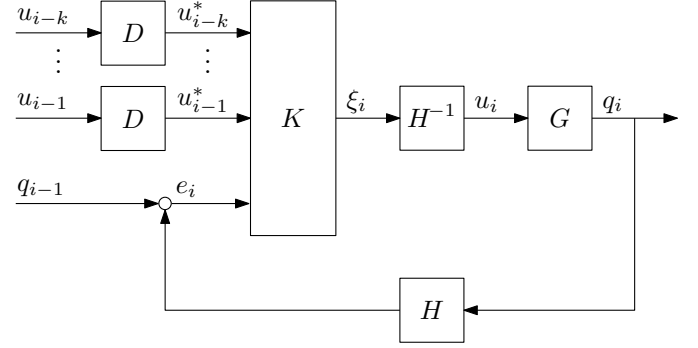 u_{i−k} D u^*_{i−k}
⋮ ⋮
u_{i−1} D u^*_{i−1} K ξ_i H^{−1} u_i G q_i
q_{i−1} e_i
H